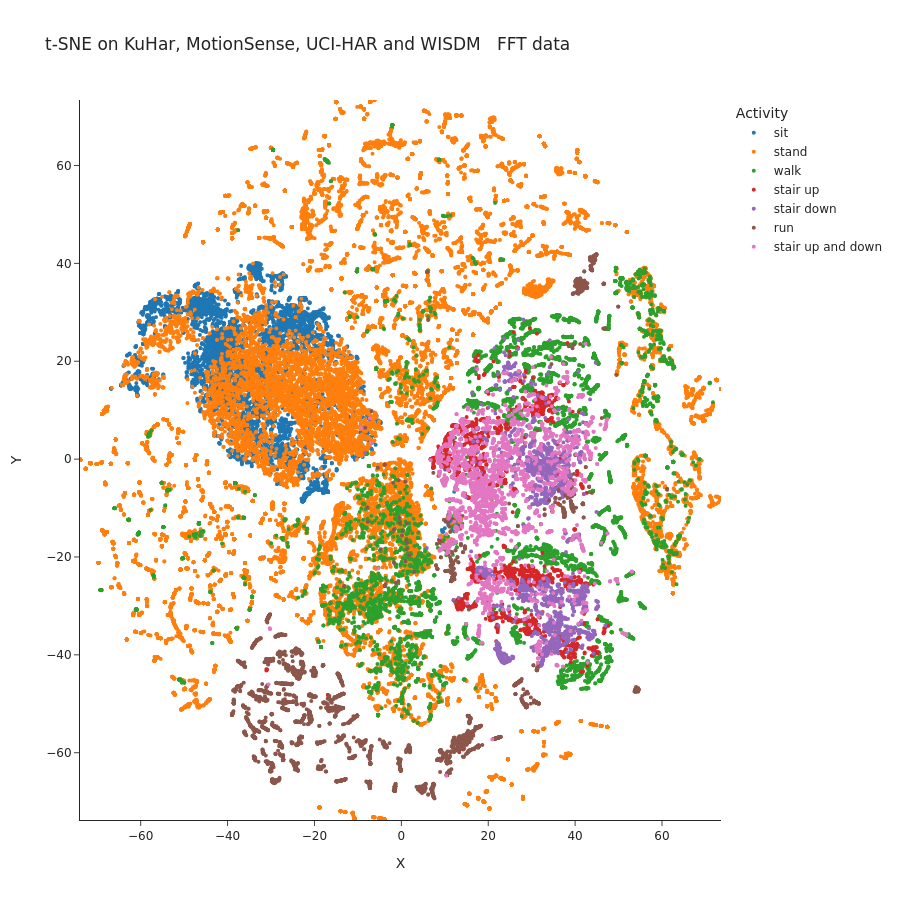 t-SNE on KuHar, MotionSense, UCI-HAR and WISDM   FFT data
Activity
sit
stand
walk
stair up
stair down
run
stair up and down
60
40
20
0
−20
−40
−60
Y
−60 −40 −20 0 20 40 60
X